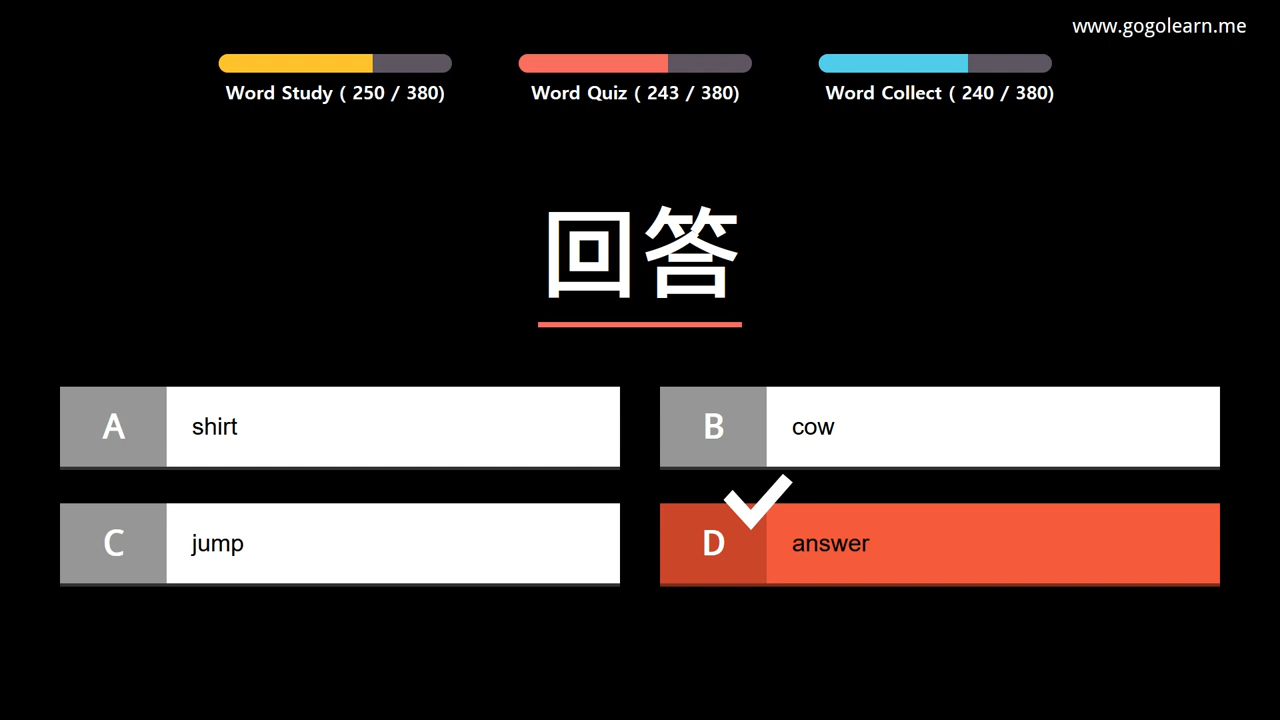 www.gogolearn.me
Word Study ( 250 / 380)
Word Quiz ( 243 / 380)
Word Collect ( 240 / 380)
回答
A shirt
B cow
C jump
D answer